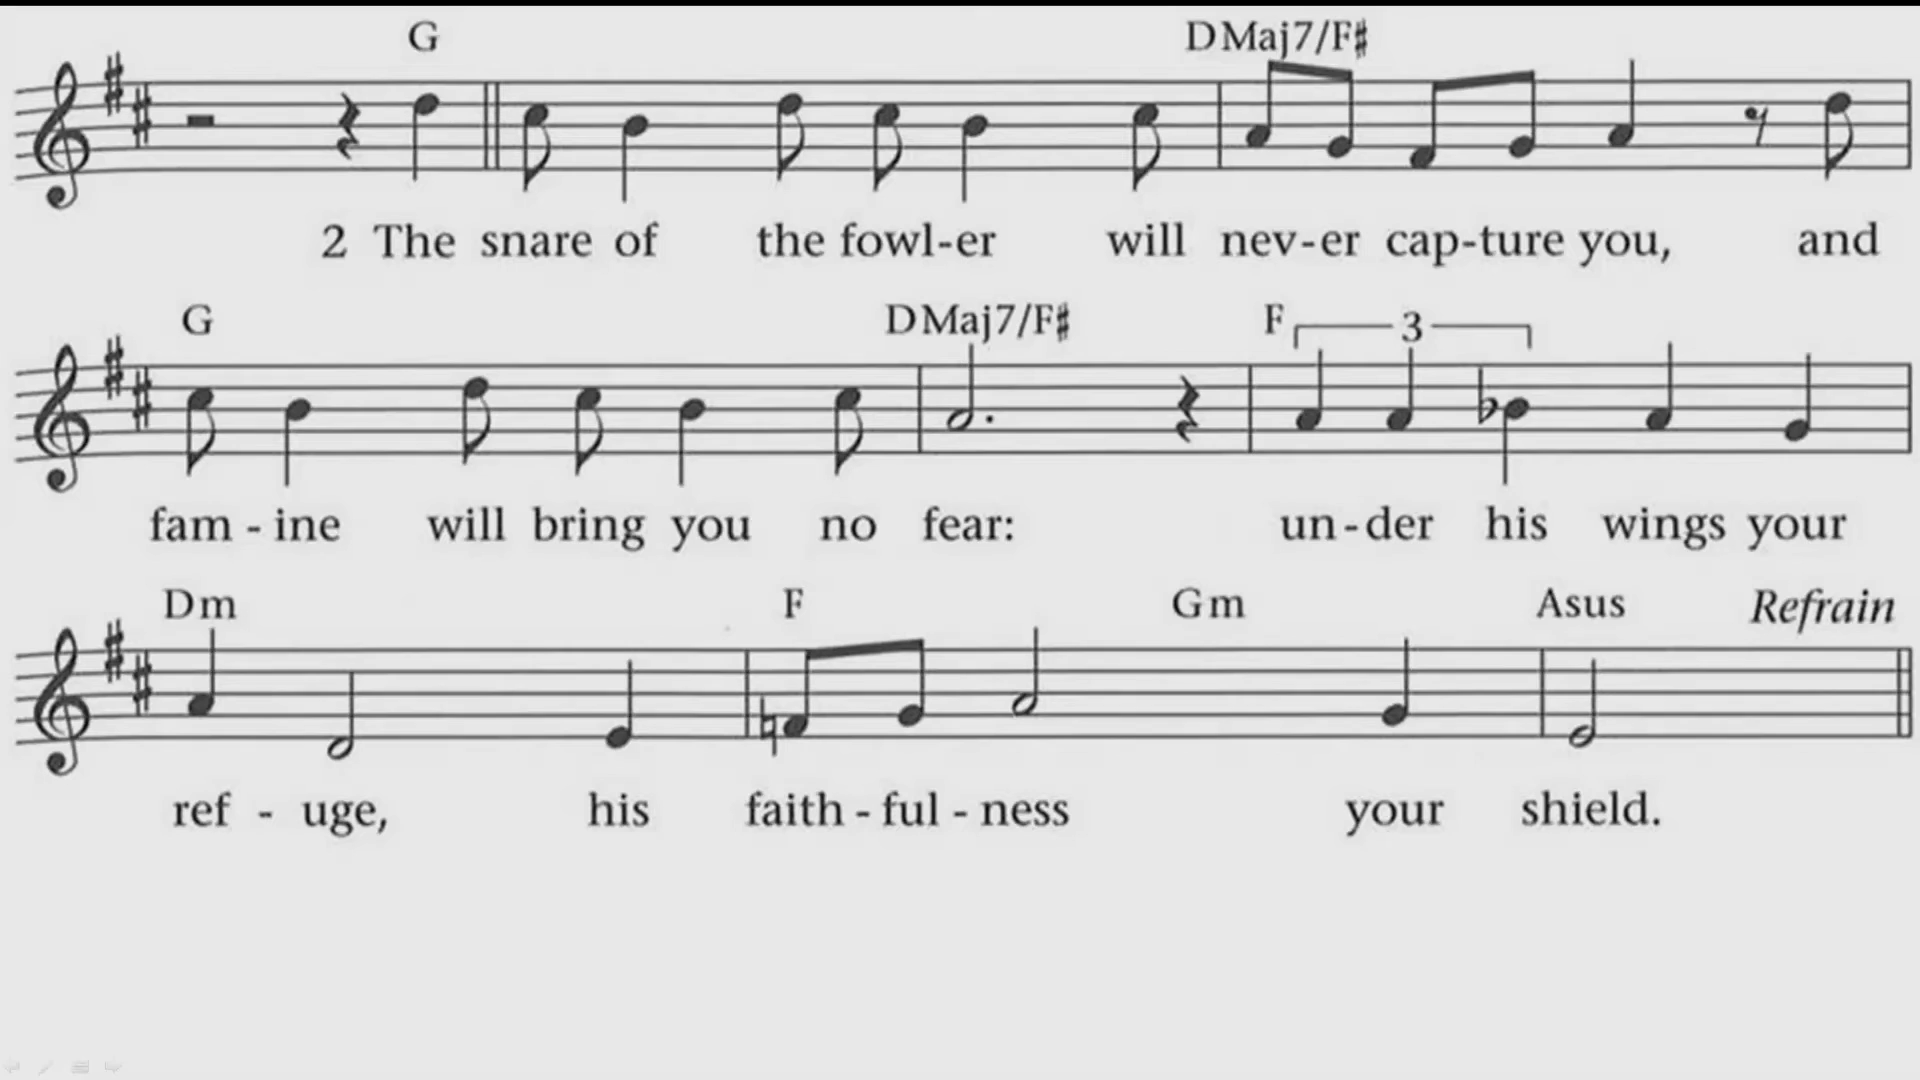 G DMaj7/F♯
2 The snare of the fowl-er will nev-er cap-ture you, and
G DMaj7/F♯ F 3
fam - ine will bring you no fear: un-der his wings your
Dm F Gm Asus Refrain
ref - uge, his faith - ful - ness your shield.